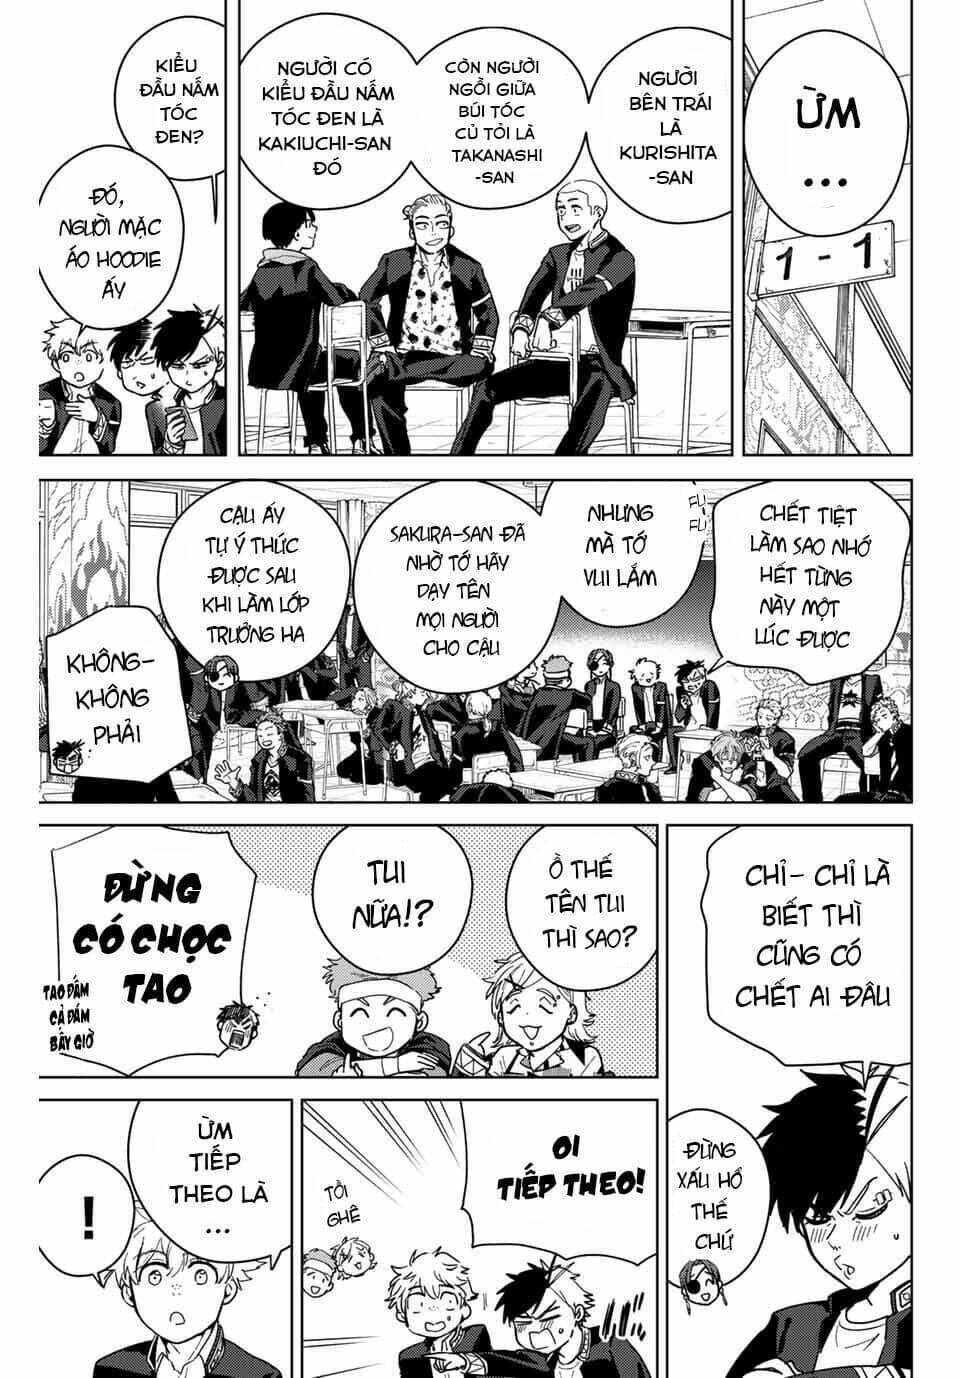 ỪM
...
1 - 1
NGƯỜI
BÊN TRÁI
LÀ
KURISHITA
-SAN
CÒN NGƯỜI
NGỒI GIỮA
BÚI TÓC
CỦ TỎI LÀ
TAKANASHI
-SAN
NGƯỜI CÓ
KIỂU ĐẦU NẤM
TÓC ĐEN LÀ
KAKIUCHI-SAN
ĐÓ
KIỂU
ĐẦU NẤM
TÓC
ĐEN?
ĐÓ,
NGƯỜI MẶC
ÁO HOODIE
ẤY
CHẾT TIỆT
LÀM SAO NHỚ
HẾT TỪNG
NÀY MỘT
LÚC ĐƯỢC
FU
FU
NHƯNG
MÀ TỚ
VUI LẮM
SAKURA-SAN ĐÃ
NHỜ TỚ HÃY
DẠY TÊN
MỌI NGƯỜI
CHO CẬU
CẬU ẤY
TỰ Ý THỨC
ĐƯỢC SAU
KHI LÀM LỚP
TRƯỞNG HA
KHÔNG-
KHÔNG
PHẢI
CHỈ- CHỈ LÀ
BIẾT THÌ
CŨNG CÓ
CHẾT AI ĐÂU
ĐỪNG
XẤU HỔ
THẾ
CHỨ
Ồ THẾ
TÊN TUI
THÌ SAO?
TUI
NỮA!?
ĐỪNG
CÓ CHỌC
TAO
TAO ĐẤM
CẢ ĐÁM
BÂY GIỜ
OI
TIẾP THEO!
TỒI
GHÊ
ỪM
TIẾP
THEO LÀ
...
!